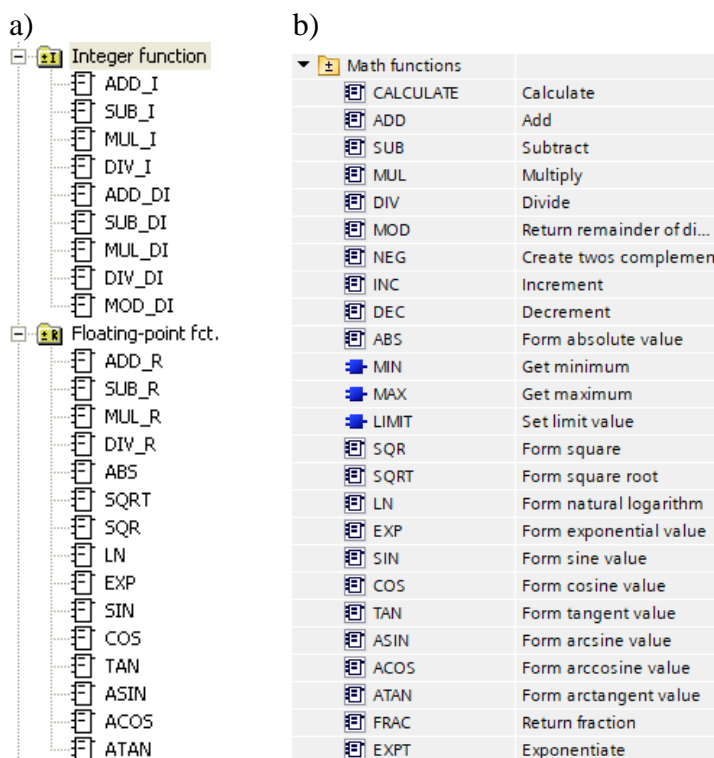 a)
Integer function
ADD_I
SUB_I
MUL_I
DIV_I
ADD_DI
SUB_DI
MUL_DI
DIV_DI
MOD_DI
Floating-point fct.
ADD_R
SUB_R
MUL_R
DIV_R
ABS
SQRT
SQR
LN
EXP
SIN
COS
TAN
ASIN
ACOS
ATAN
b)
Math functions
CALCULATE Calculate
ADD Add
SUB Subtract
MUL Multiply
DIV Divide
MOD Return remainder of di...
NEG Create twos complemen
INC Increment
DEC Decrement
ABS Form absolute value
MIN Get minimum
MAX Get maximum
LIMIT Set limit value
SQR Form square
SQRT Form square root
LN Form natural logarithm
EXP Form exponential value
SIN Form sine value
COS Form cosine value
TAN Form tangent value
ASIN Form arcsine value
ACOS Form arccosine value
ATAN Form arctangent value
FRAC Return fraction
EXPT Exponentiate